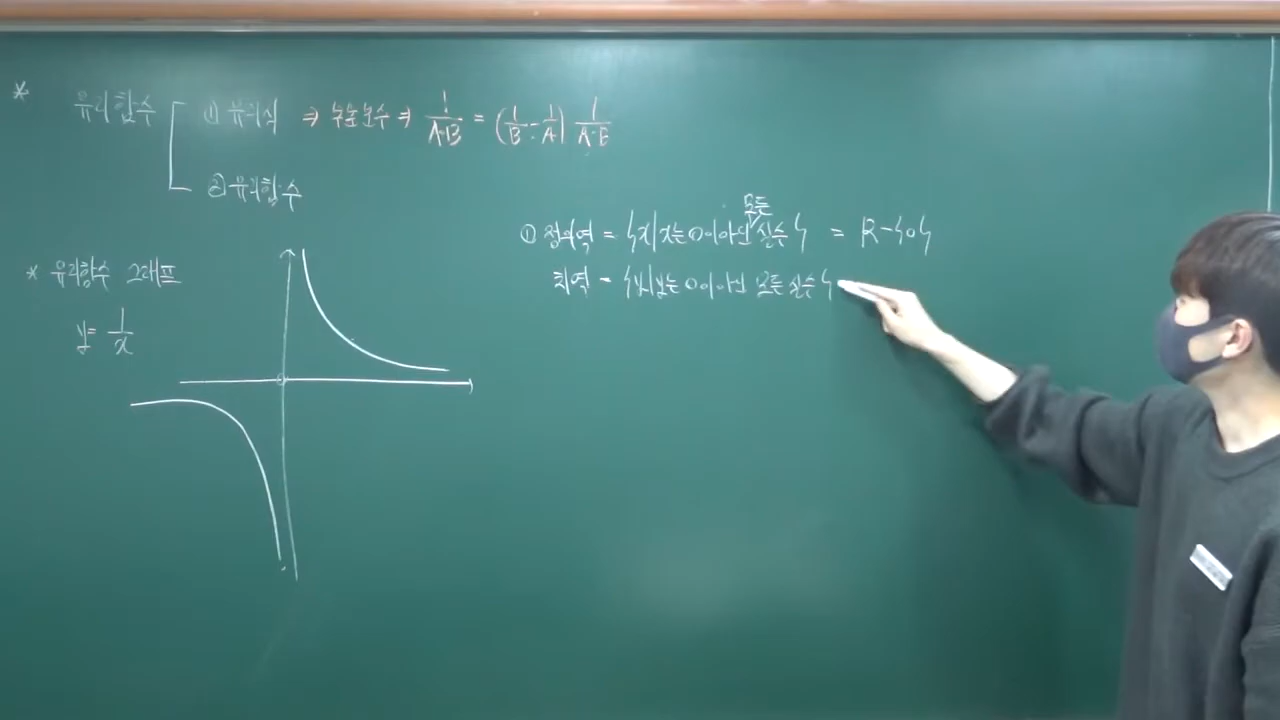 * 유리함수 ① 유리식 ⇒ 부분분수 ⇒ 1/(A·B) = (1/B - 1/A) 1/(A-B)
② 유리함수
① 정의역 = {x|x는 0이 아닌 모든 실수} = R-{0}
치역 = {y|y는 0이 아닌 모든 실수}
* 유리함수 그래프
y = 1/x